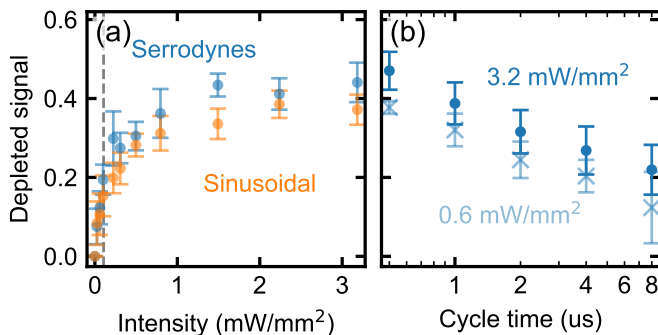 (a)
Serrodynes
Sinusoidal
Depleted signal
0.6
0.4
0.2
0.0
0 1 2 3
Intensity (mW/mm²)
(b)
3.2 mW/mm²
0.6 mW/mm²
1 2 4 6 8
Cycle time (us)